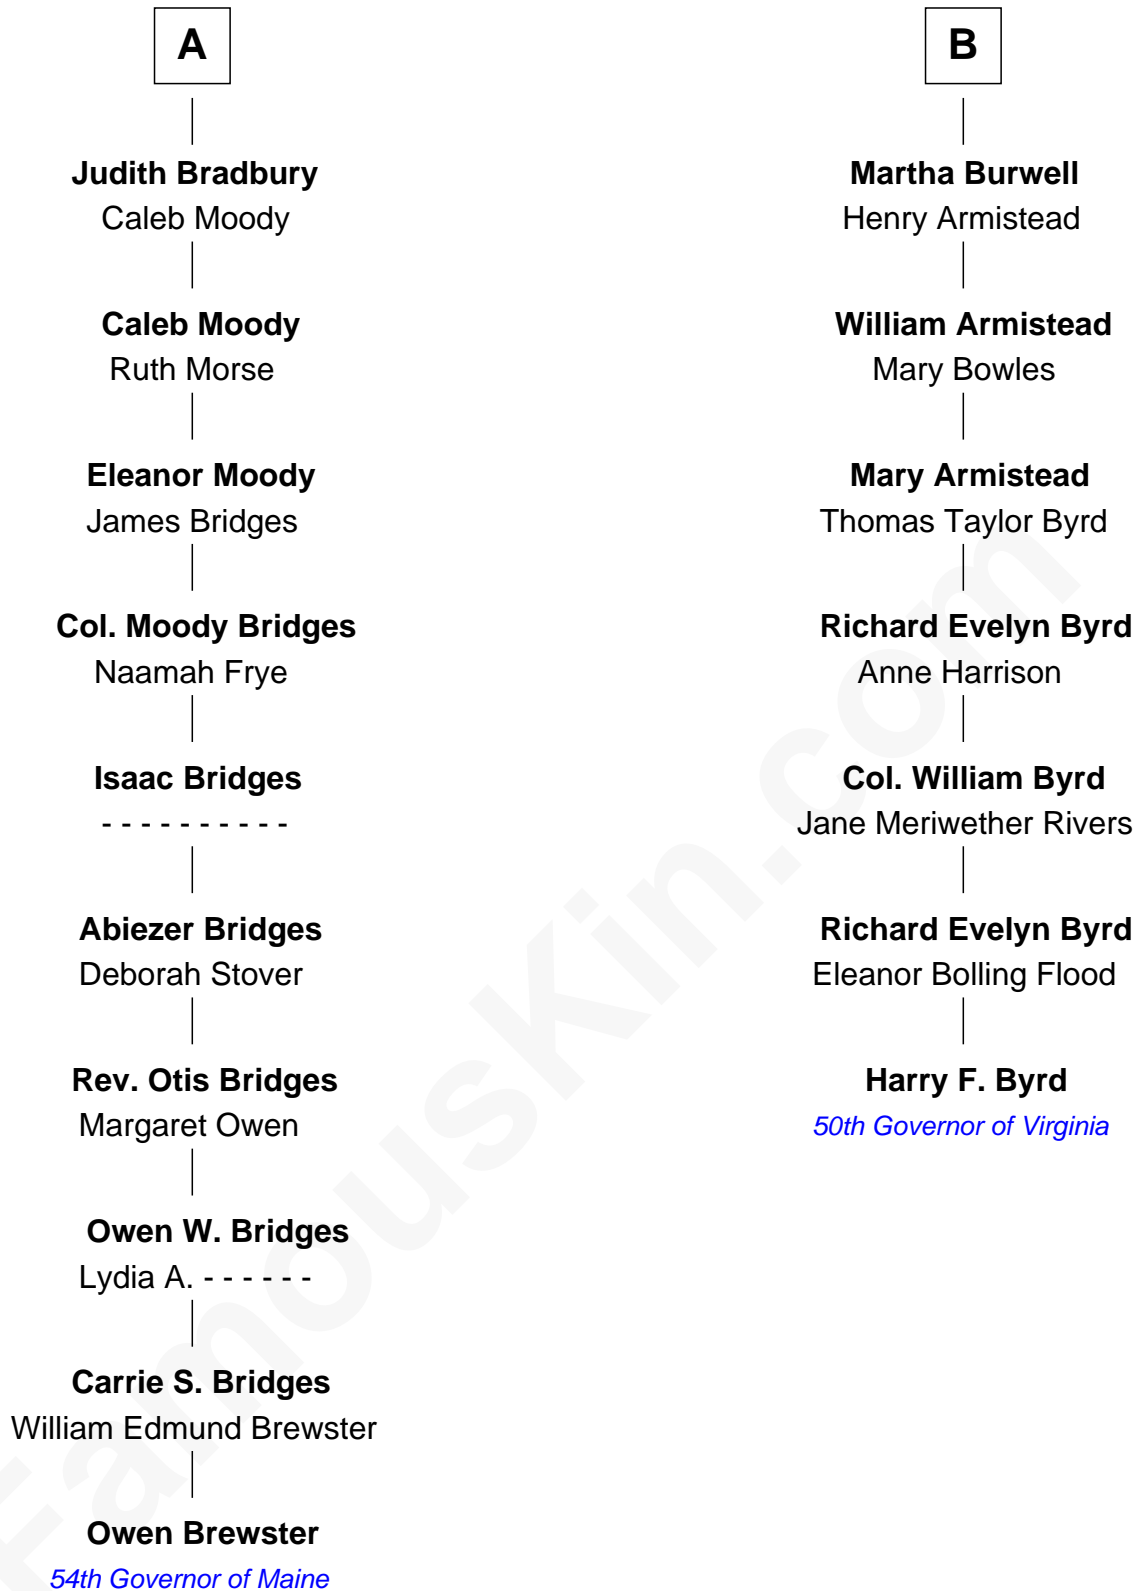 A
Judith Bradbury
Caleb Moody
Caleb Moody
Ruth Morse
Eleanor Moody
James Bridges
Col. Moody Bridges
Naamah Frye
Isaac Bridges
- - - - - - - - - -
Abiezer Bridges
Deborah Stover
Rev. Otis Bridges
Margaret Owen
Owen W. Bridges
Lydia A. - - - - - -
Carrie S. Bridges
William Edmund Brewster
Owen Brewster
54th Governor of Maine
B
Martha Burwell
Henry Armistead
William Armistead
Mary Bowles
Mary Armistead
Thomas Taylor Byrd
Richard Evelyn Byrd
Anne Harrison
Col. William Byrd
Jane Meriwether Rivers
Richard Evelyn Byrd
Eleanor Bolling Flood
Harry F. Byrd
50th Governor of Virginia
FamousKin.com